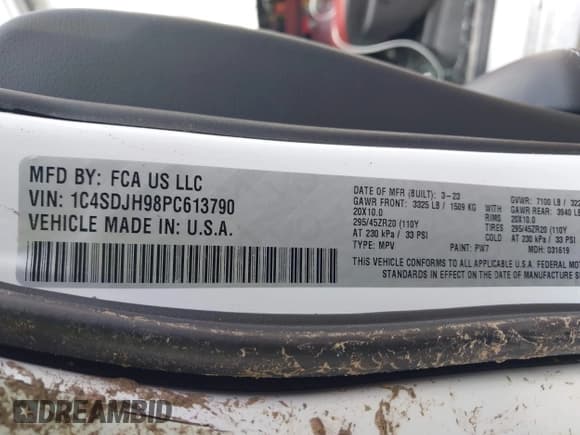 MFD BY: FCA US LLC
VIN: 1C4SDJH98PC613790
VEHICLE MADE IN: U.S.A.
DATE OF MFR (BUILT): 3-23
GAWR FRONT: 3325 LB / 1509 KG WITH
20X10.0 RIMS
295/45ZR20 (110Y TIRES
AT 230 kPa / 33 PSI COLD
TYPE: MPV PAINT: PW7
GVWR: 7100 LB /
GAWR REAR: 3940 LB
20X10.0
295/45ZR20 (110Y
AT 230 kPa / 33 PSI
MDH: 031619
THIS VEHICLE CONFORMS TO ALL APPLICABLE U.S.A. FEDERAL
STANDARDS IN EFFECT ON THE DATE OF MANUFACTURE
DREAMBID